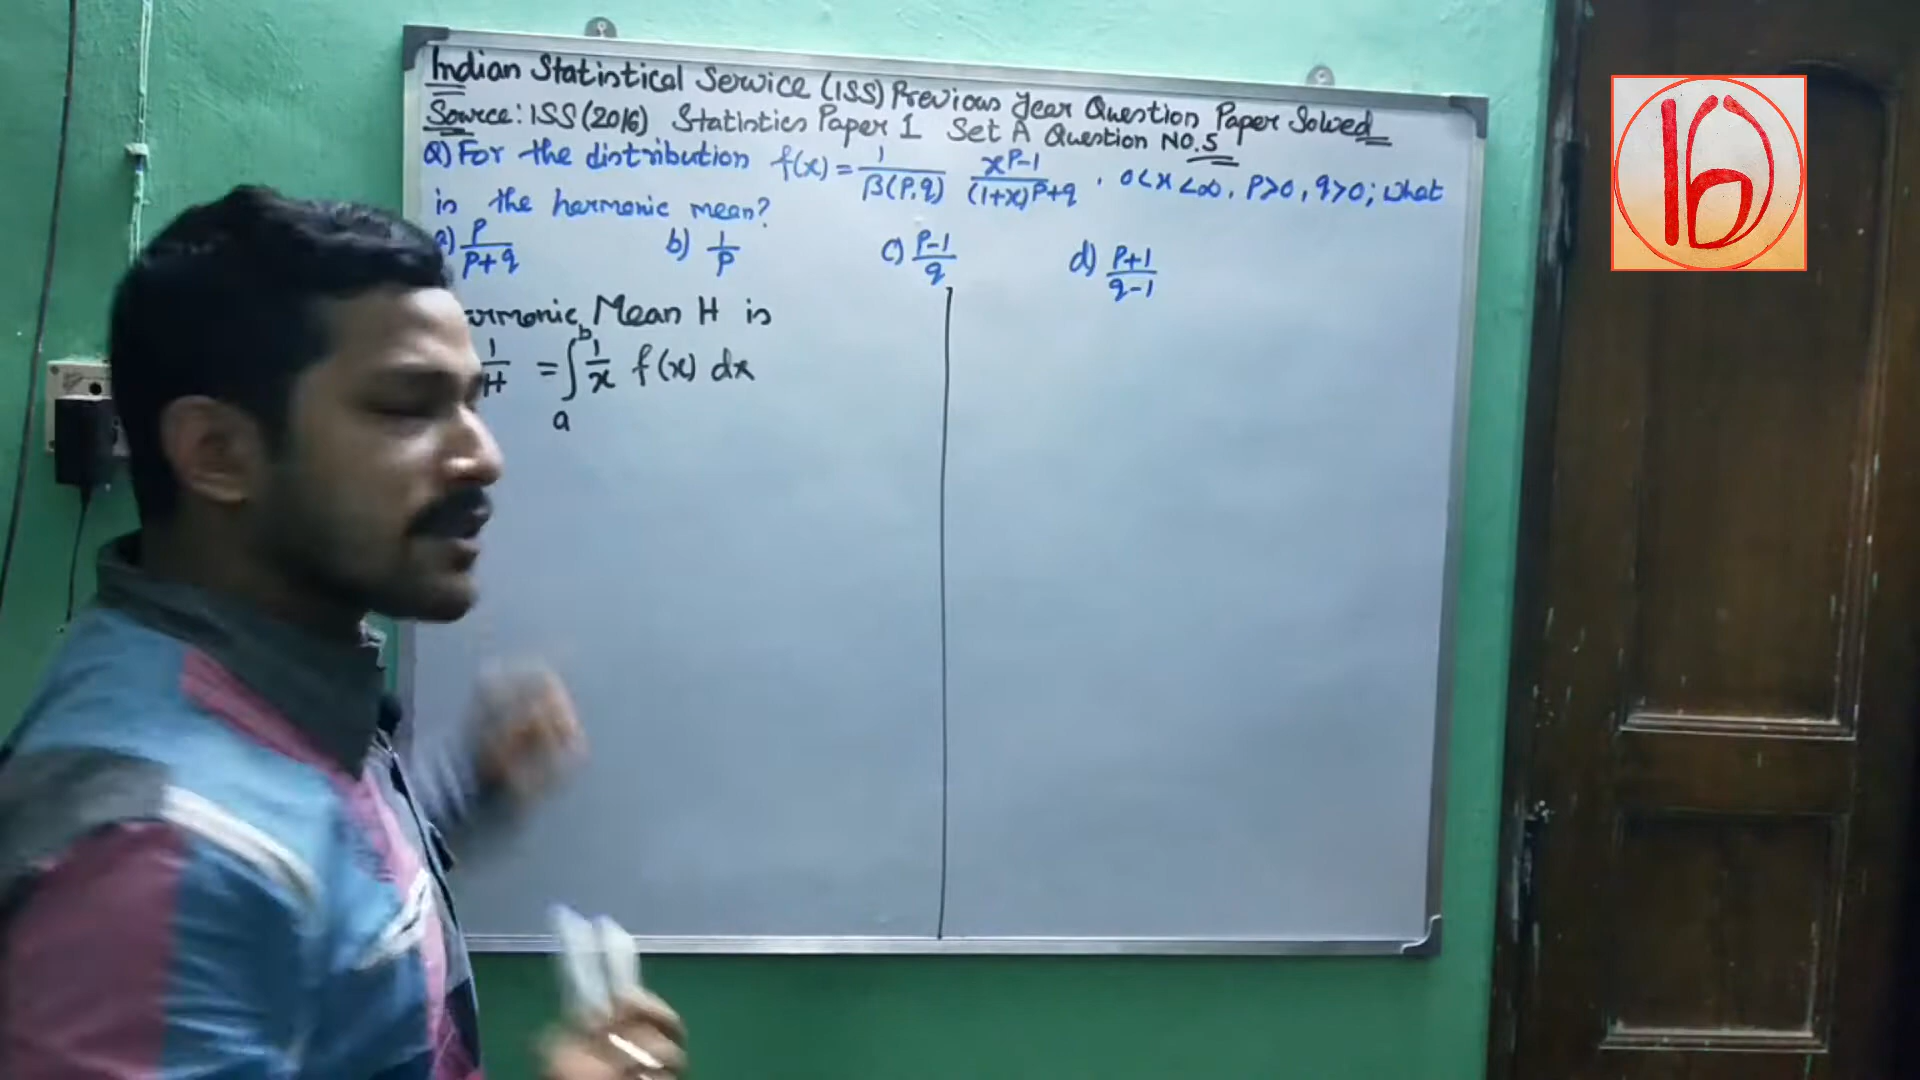 Indian Statistical Service (ISS) Previous Year Question Paper Solved
Source: ISS (2016) Statistics Paper 1 Set A Question NO. 5
Q) For the distribution f(x) = 1/β(P,q) x^P-1/(1+x)^P+q , 0<x<∞, P>0, q>0; what
is the harmonic mean?
a) P/P+q b) 1/P c) P-1/q d) P+1/q-1
Mean H is
1/H = ∫_a^b 1/x f(x) dx